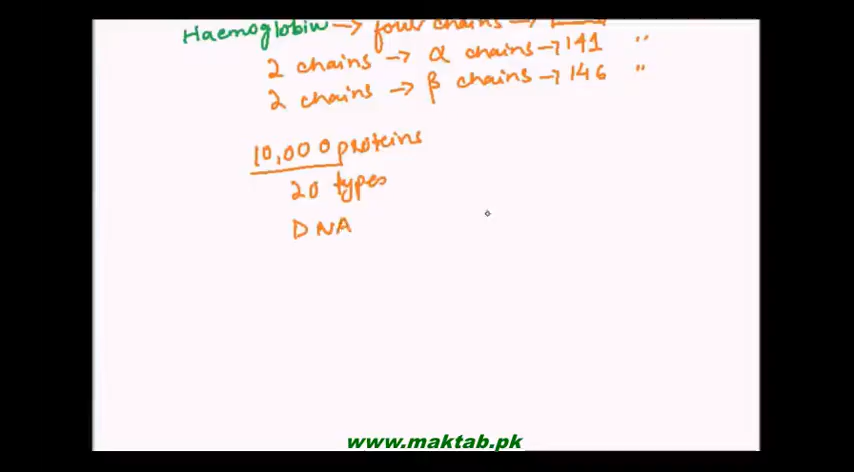 Haemoglobin → four chains →
2 chains → α chains → 141 "
2 chains → β chains → 146 "
10,000 proteins
20 types
DNA
www.maktab.pk